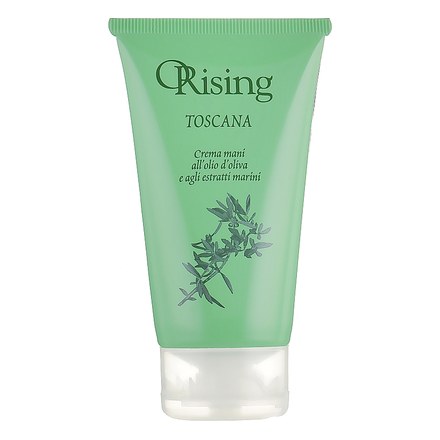 ORising
TOSCANA
Crema mani
all'olio d'oliva
e agli estratti marini